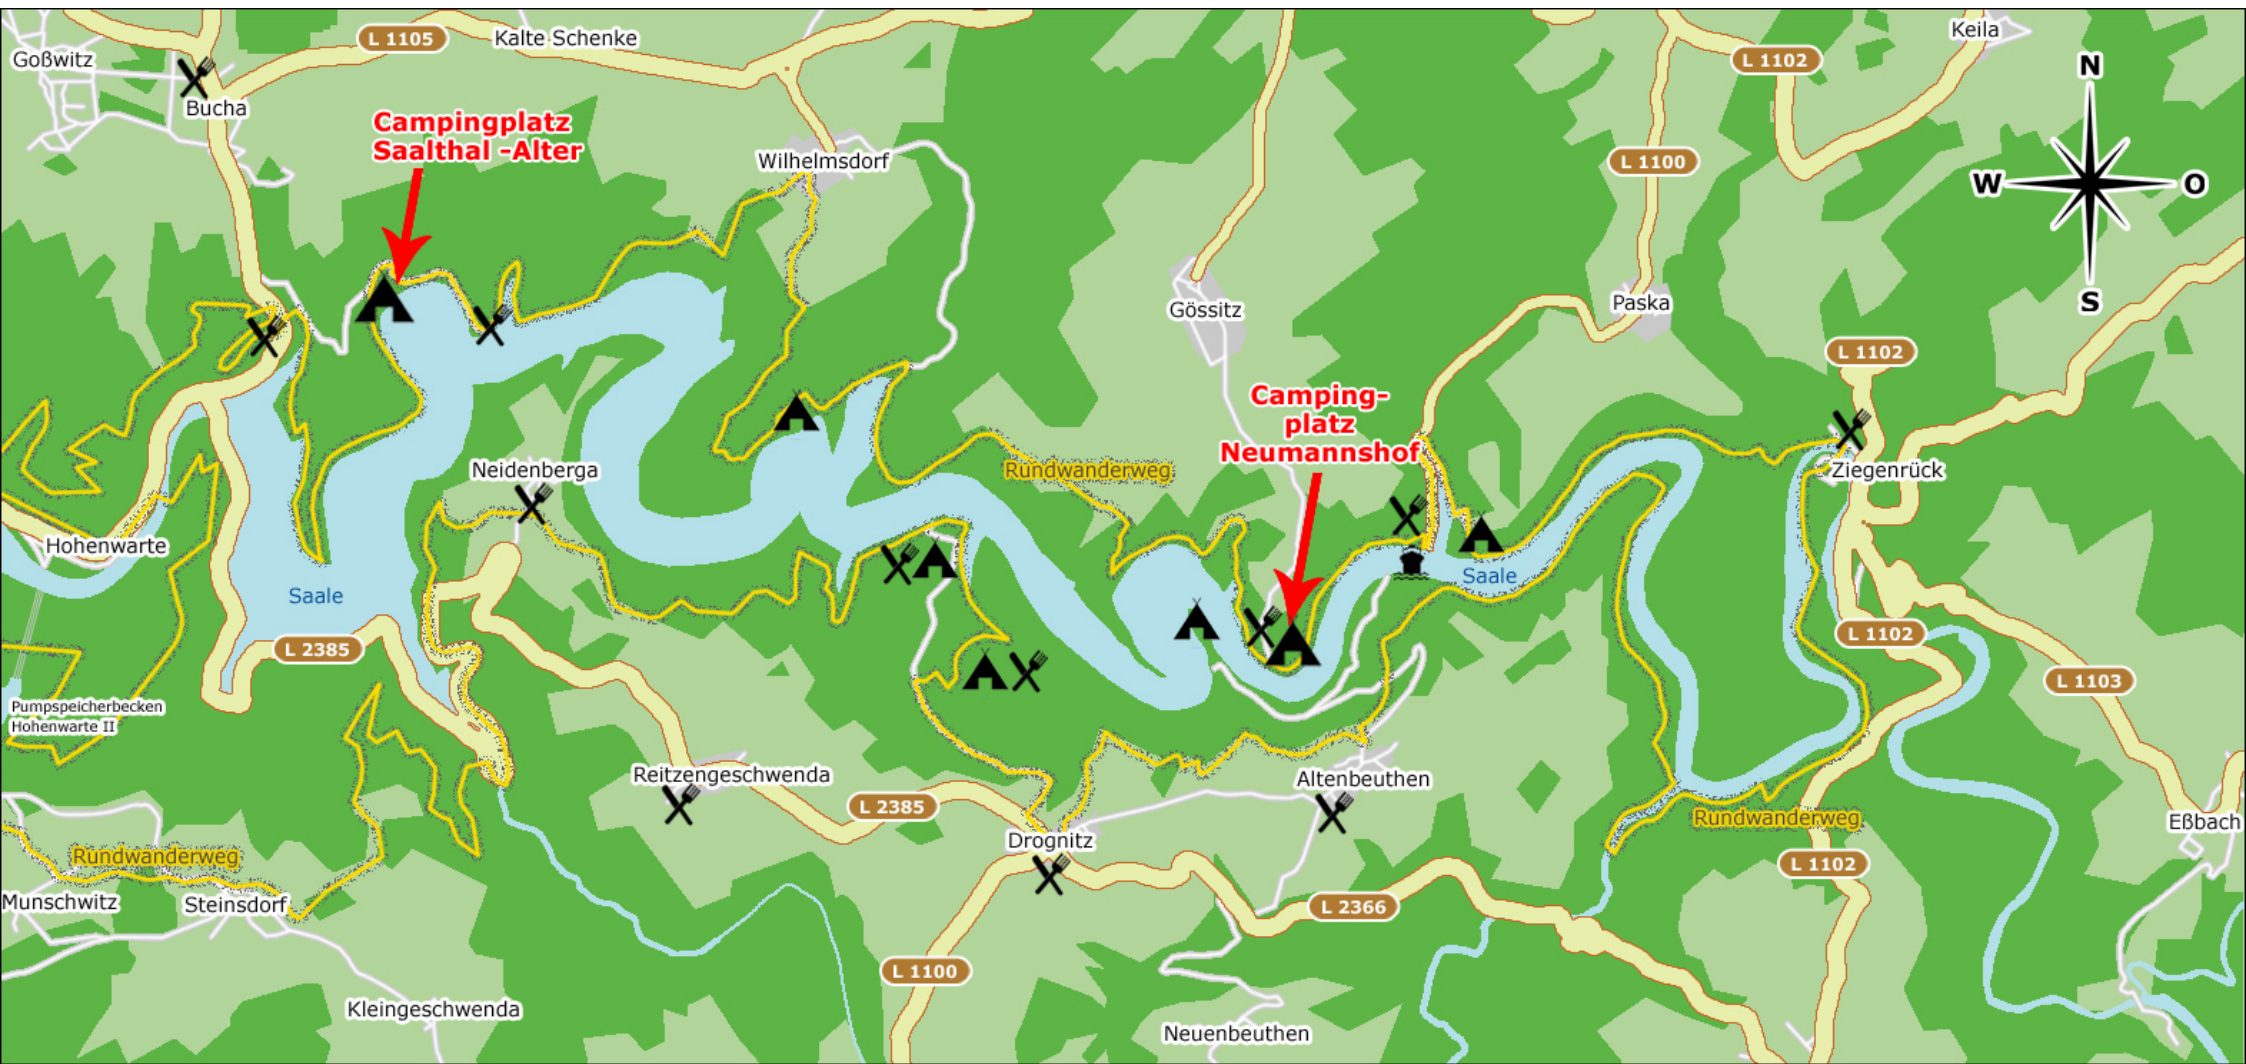 Goßwitz
L 1105
Kalte Schenke
Keila
L 1102
N
Bucha
Campingplatz
Saalthal -Alter
Wilhelmsdorf
L 1100
W
O
S
Gössitz
Paska
L 1102
Camping-
platz
Neumannshof
Neidenberga
Rundwanderweg
Ziegenrück
Hohenwarte
Saale
Saale
L 2385
L 1102
L 1103
Pumpspeicherbecken
Hohenwarte II
Reitzengeschwenda
L 2385
Altenbeuthen
Rundwanderweg
Eßbach
Drognitz
Rundwanderweg
L 1102
Munschwitz
Steinsdorf
L 2366
L 1100
Kleingeschwenda
Neuenbeuthen